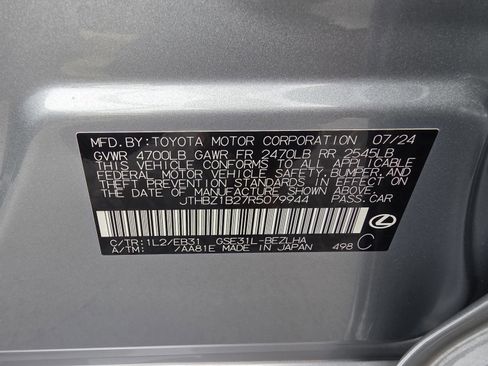 MFD. BY: TOYOTA MOTOR CORPORATION 07/24
GVWR 4700LB GAWR FR 2470LB RR 2545LB
THIS VEHICLE CONFORMS TO ALL APPLICABLE
FEDERAL MOTOR VEHICLE SAFETY, BUMPER, AND
THEFT PREVENTION STANDARDS IN EFFECT ON
THE DATE OF MANUFACTURE SHOWN ABOVE.
JTHBZ1B27R5079944 PASS. CAR
C/TR: 1L2/EB31 GSE31L-BEZLHA
A/TM: /AA81E MADE IN JAPAN 498 C